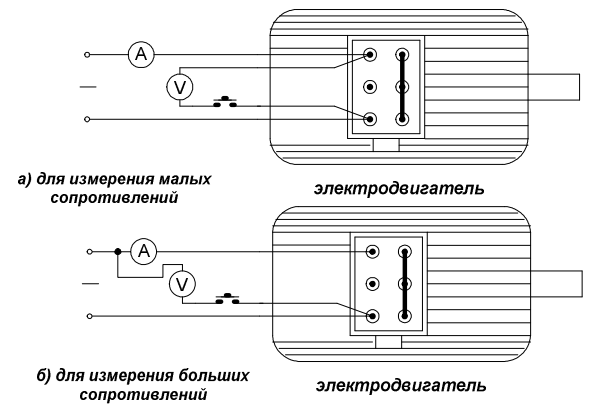 A
V
а) для измерения малых
сопротивлений
электродвигатель
A
V
б) для измерения больших
сопротивлений
электродвигатель